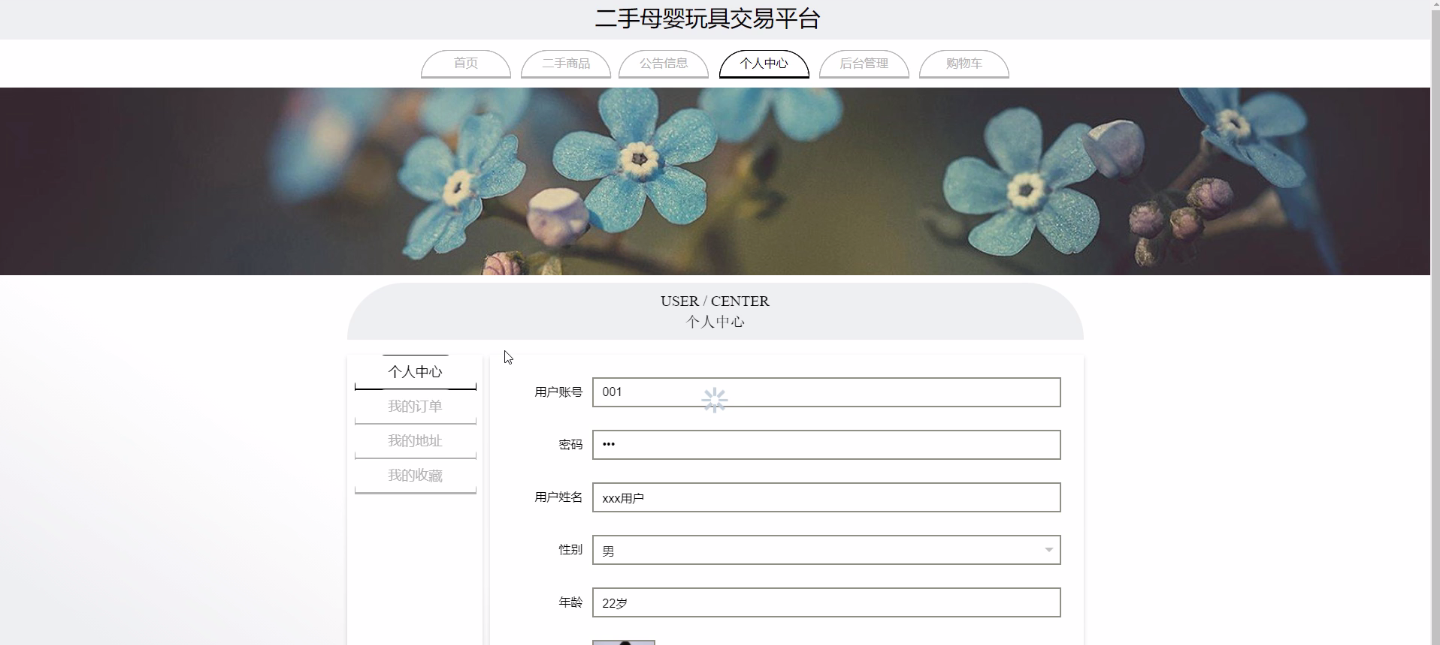 二手母婴玩具交易平台
首页 二手商品 公告信息 个人中心 后台管理 购物车
USER / CENTER
个人中心
个人中心
我的订单
我的地址
我的收藏
用户账号 001
密码 •••
用户姓名 xxx用户
性别 男
年龄 22岁